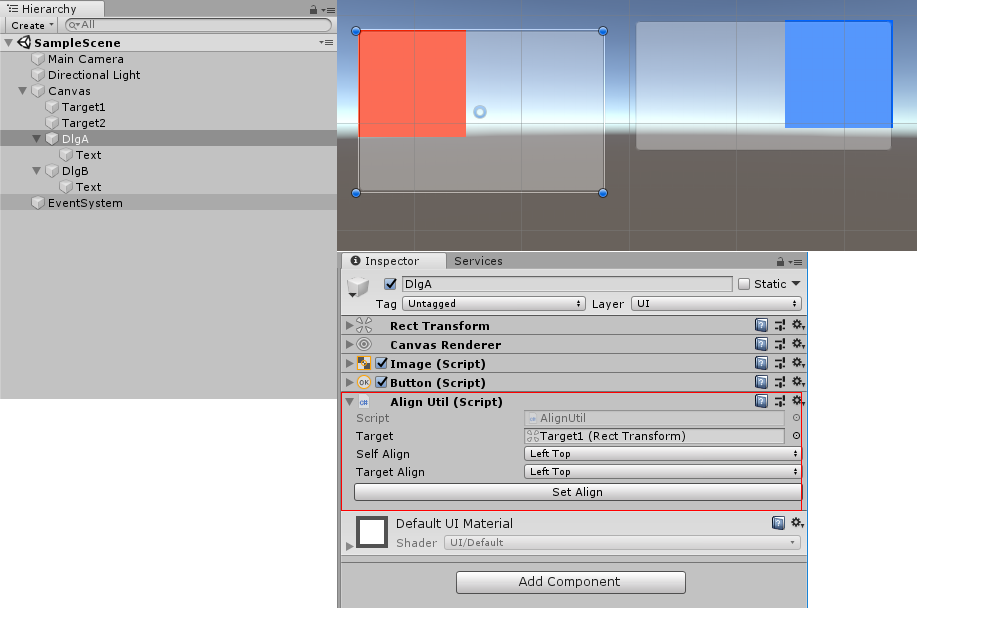 Hierarchy
Create
All
SampleScene
Main Camera
Directional Light
Canvas
Target1
Target2
DlgA
Text
DlgB
Text
EventSystem
Inspector
Services
DlgA
Static
Tag
Untagged
Layer
UI
Rect Transform
Canvas Renderer
Image (Script)
OK
Button (Script)
c#
Align Util (Script)
Script
AlignUtil
Target
Target1 (Rect Transform)
Self Align
Left Top
Target Align
Left Top
Set Align
Default UI Material
Shader
UI/Default
Add Component